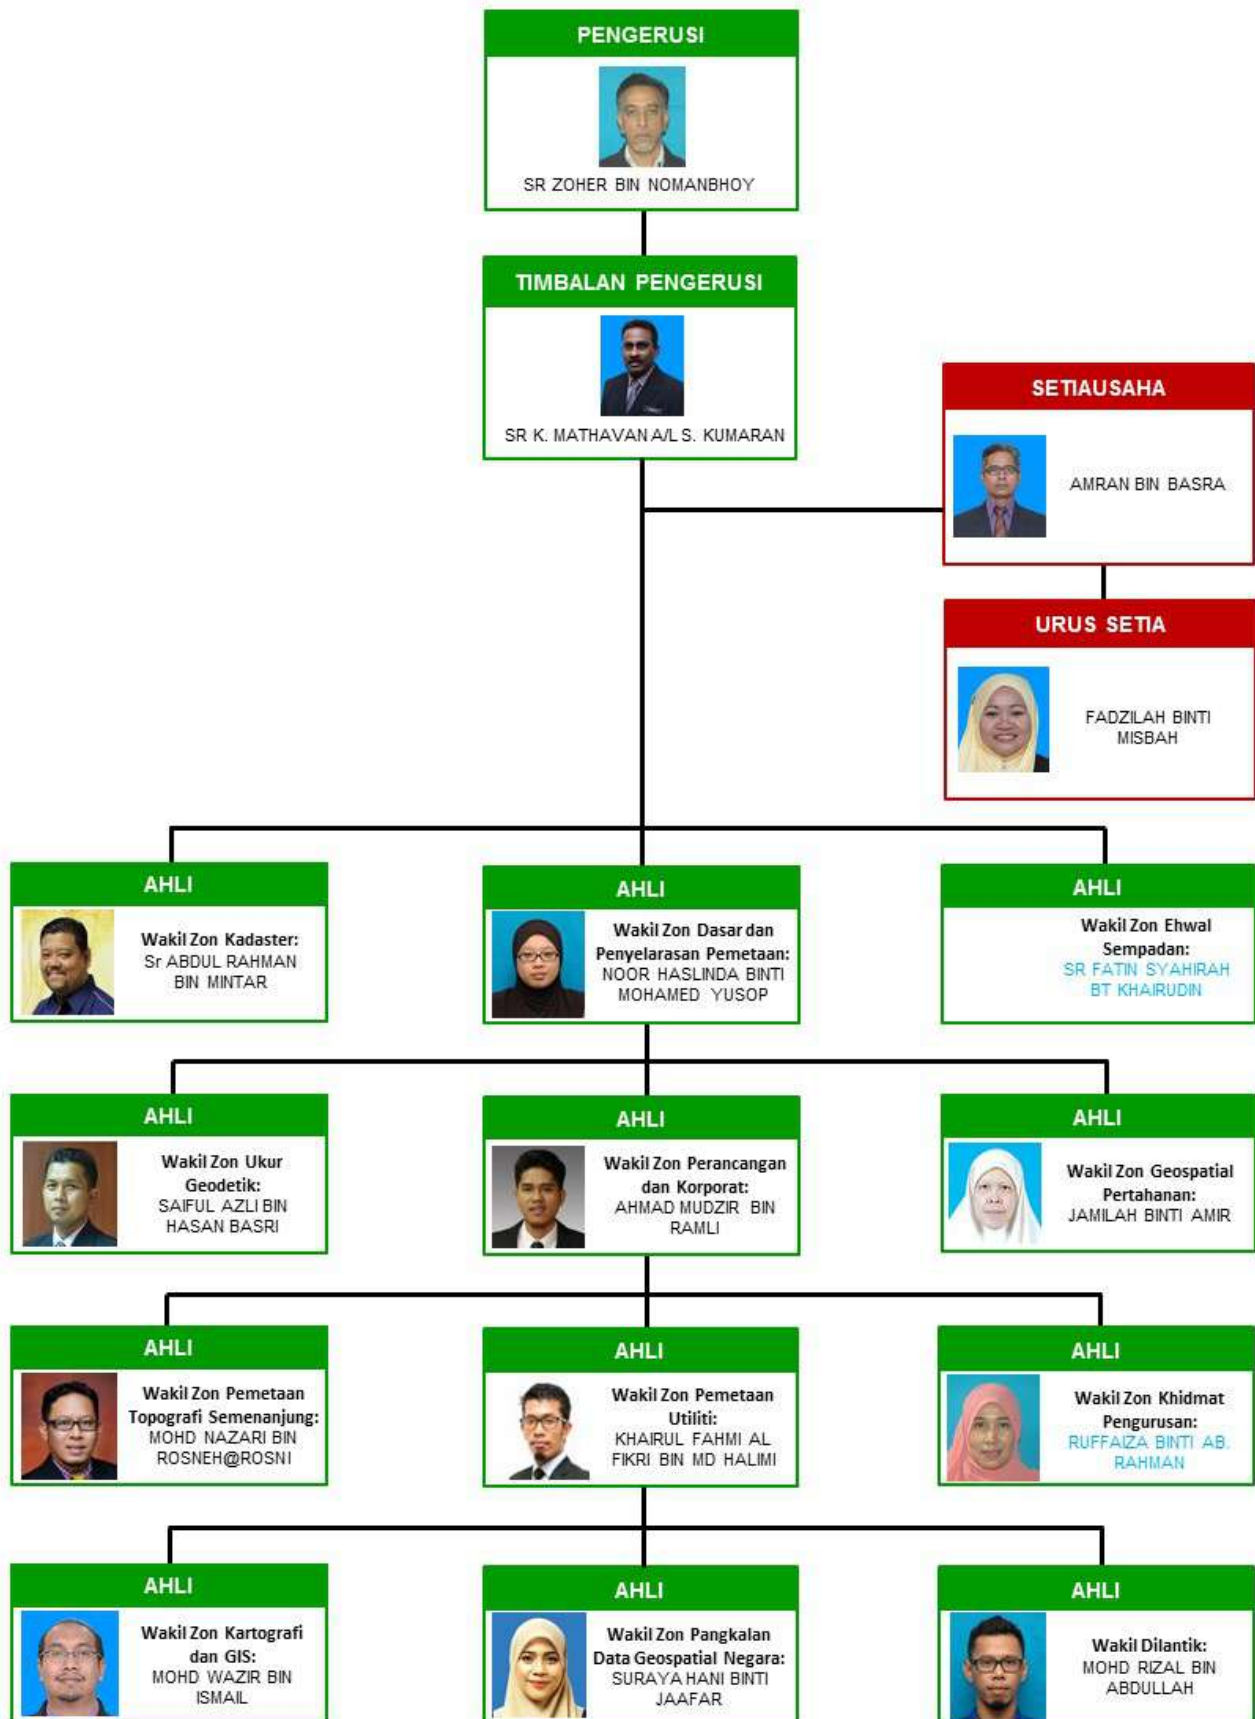 PENGERUSI
SR ZOHER BIN NOMANBHOY
TIMBALAN PENGERUSI
SR K. MATHAVAN A/L S. KUMARAN
SETIAUSAHA
AMRAN BIN BASRA
URUS SETIA
FADZILAH BINTI
MISBAH
AHLI
Wakil Zon Kadaster:
Sr ABDUL RAHMAN
BIN MINTAR
AHLI
Wakil Zon Dasar dan
Penyelarasan Pemetaan:
NOOR HASLINDA BINTI
MOHAMED YUSOP
AHLI
Wakil Zon Ehwal
Sempadan:
SR FATIN SYAHIRAH
BT KHAIRUDIN
AHLI
Wakil Zon Ukur
Geodetik:
SAIFUL AZLI BIN
HASAN BASRI
AHLI
Wakil Zon Perancangan
dan Korporat:
AHMAD MUDZIR BIN
RAMLI
AHLI
Wakil Zon Geospatial
Pertahanan:
JAMILAH BINTI AMIR
AHLI
Wakil Zon Pemetaan
Topografi Semenanjung:
MOHD NAZARI BIN
ROSNEH@ROSNI
AHLI
Wakil Zon Pemetaan
Utiliti:
KHAIRUL FAHMI AL
FIKRI BIN MD HALIMI
AHLI
Wakil Zon Khidmat
Pengurusan:
RUFFAIZA BINTI AB.
RAHMAN
AHLI
Wakil Zon Kartografi
dan GIS:
MOHD WAZIR BIN
ISMAIL
AHLI
Wakil Zon Pangkalan
Data Geospatial Negara:
SURAYA HANI BINTI
JAAFAR
AHLI
Wakil Dilantik:
MOHD RIZAL BIN
ABDULLAH